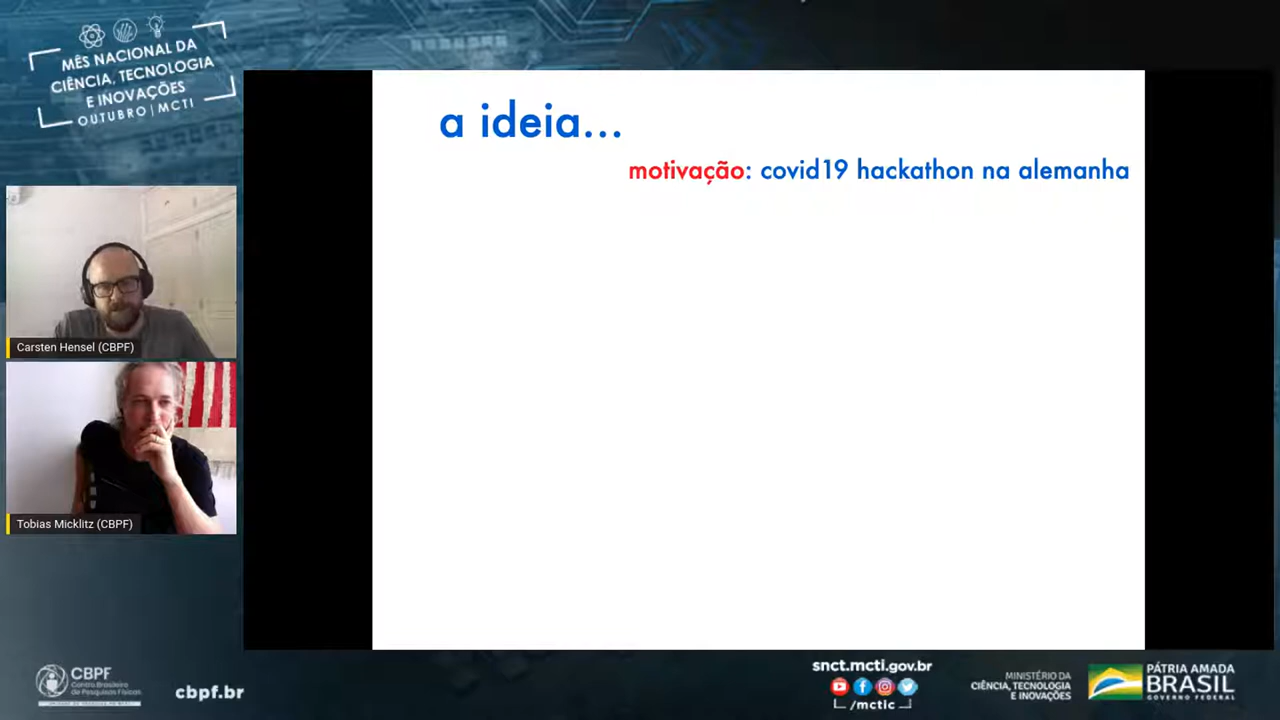 MÊS NACIONAL DA
CIÊNCIA, TECNOLOGIA
E INOVAÇÕES
OUTUBRO | MCTI
a ideia...
motivação: covid19 hackathon na alemanha
Carsten Hensel (CBPF)
Tobias Micklitz (CBPF)
CBPF
Centro Brasileiro
de Pesquisas Físicas
cbpf.br
snct.mcti.gov.br
/mctic
MINISTÉRIO DA
CIÊNCIA, TECNOLOGIA
E INOVAÇÕES
PÁTRIA AMADA
BRASIL
GOVERNO FEDERAL